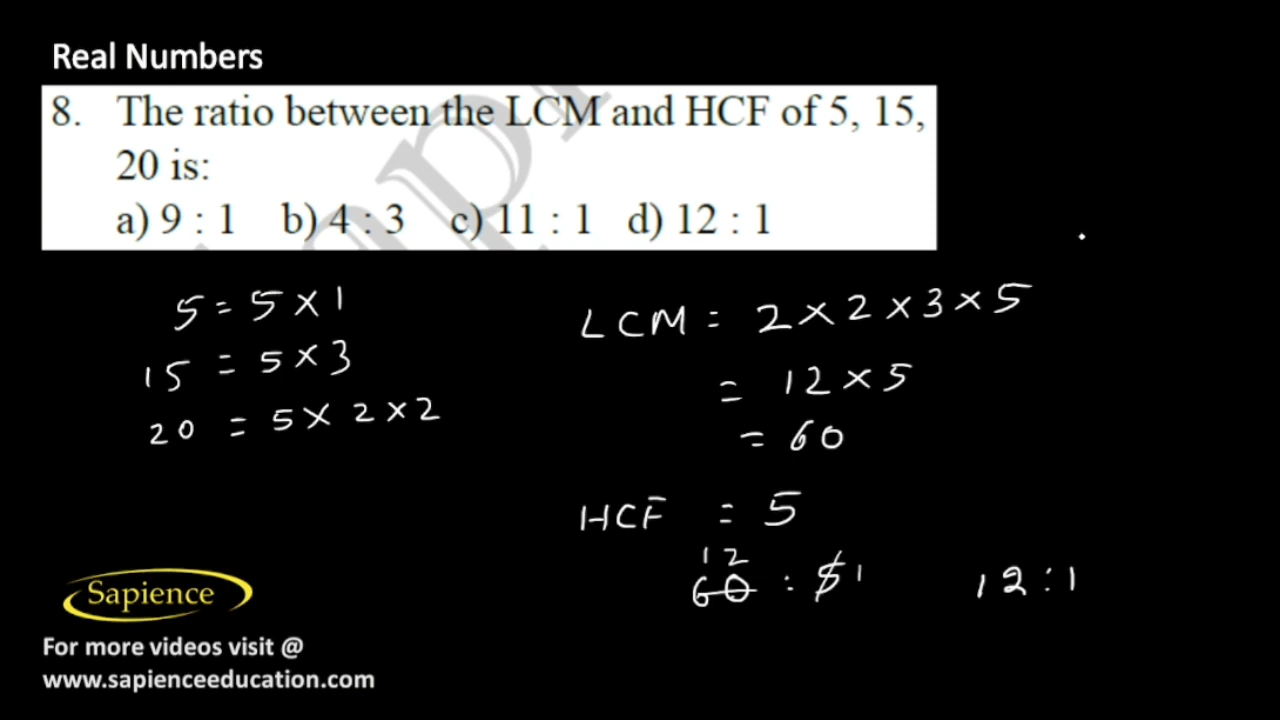 Real Numbers
8. The ratio between the LCM and HCF of 5, 15,
20 is:
a) 9 : 1 b) 4 : 3 c) 11 : 1 d) 12 : 1
5 = 5 × 1
15 = 5 × 3
20 = 5 × 2 × 2
LCM = 2 × 2 × 3 × 5
= 12 × 5
= 60
HCF = 5
12
60 : 5 1
12 : 1
Sapience
For more videos visit @
www.sapienceeducation.com